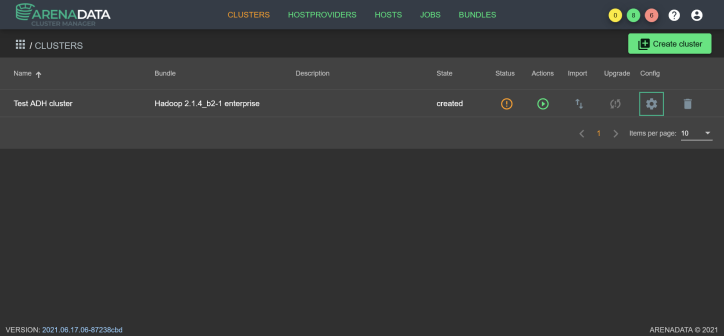 ARENADATA
CLUSTER MANAGER
CLUSTERS HOSTPROVIDERS HOSTS JOBS BUNDLES
0 8 6
/ CLUSTERS
Create cluster
Name Bundle Description State Status Actions Import Upgrade Config
Test ADH cluster Hadoop 2.1.4_b2-1 enterprise created
1 Items per page: 10
VERSION: 2021.06.17.06-87238cbd ARENADATA © 2021